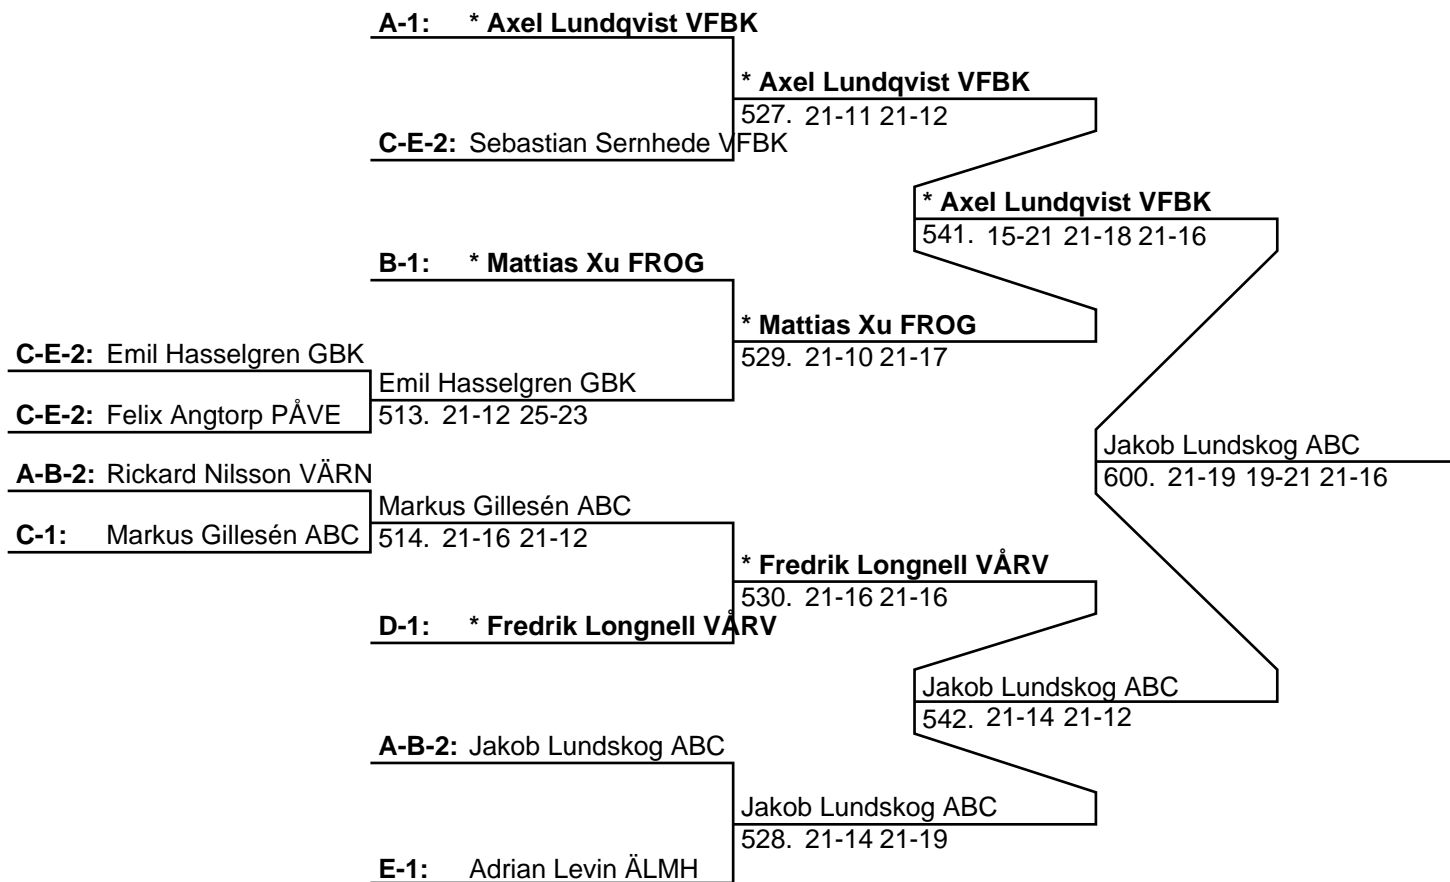 A-1: * Axel Lundqvist VFBK
* Axel Lundqvist VFBK
527. 21-11 21-12
C-E-2: Sebastian Sernhede VFBK
* Axel Lundqvist VFBK
541. 15-21 21-18 21-16
B-1: * Mattias Xu FROG
* Mattias Xu FROG
529. 21-10 21-17
C-E-2: Emil Hasselgren GBK
Emil Hasselgren GBK
513. 21-12 25-23
C-E-2: Felix Angtorp PÅVE
Jakob Lundskog ABC
600. 21-19 19-21 21-16
A-B-2: Rickard Nilsson VÄRN
Markus Gillesén ABC
514. 21-16 21-12
C-1: Markus Gillesén ABC
* Fredrik Longnell VÅRV
530. 21-16 21-16
D-1: * Fredrik Longnell VÅRV
Jakob Lundskog ABC
542. 21-14 21-12
A-B-2: Jakob Lundskog ABC
Jakob Lundskog ABC
528. 21-14 21-19
E-1: Adrian Levin ÄLMH